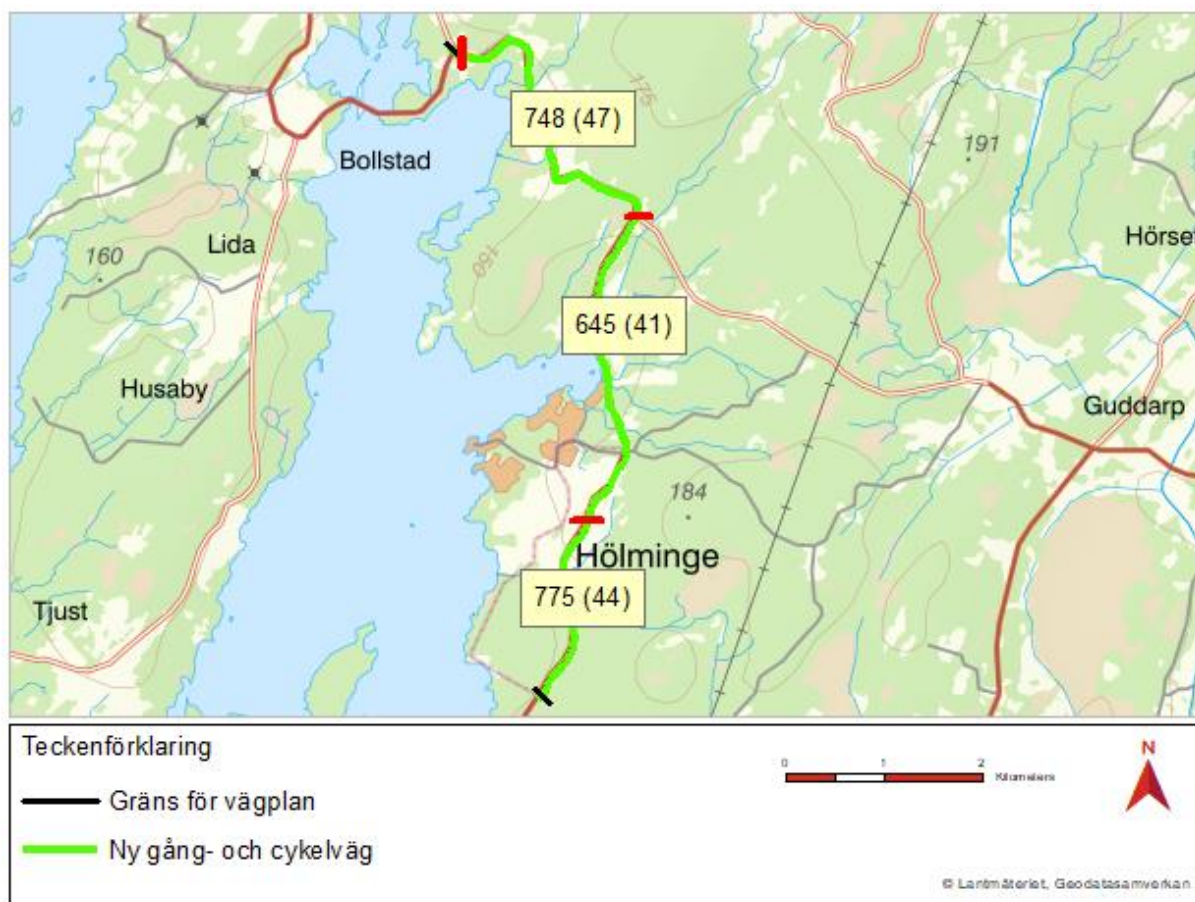 175
748 (47)
191
Bollstad
Lida
160
150
Hörset
645 (41)
Husaby
Guddarp
184
Hölminge
775 (44)
Tjust
Teckenförklaring
Gräns för vägplan
Ny gång- och cykelväg
0 1 2
Kilometers
N
© Lantmäteriet, Geodatasamverkan